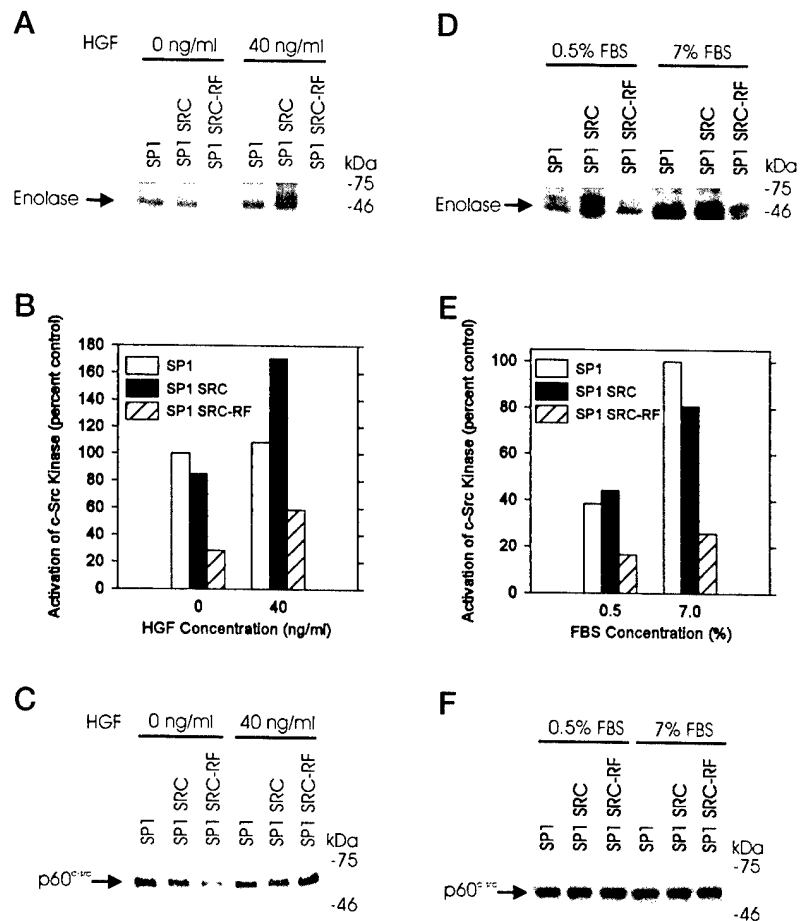 A
HGF 0 ng/ml 40 ng/ml
SP1 SP1 SRC SP1 SRC-RF SP1 SP1 SRC SP1 SRC-RF
kDa
-75
Enolase
-46
B
Activation of c-Src Kinase (percent control)
180
160
140
120
100
80
60
40
20
0
SP1
SP1 SRC
SP1 SRC-RF
0 40
HGF Concentration (ng/ml)
C
HGF 0 ng/ml 40 ng/ml
SP1 SP1 SRC SP1 SRC-RF SP1 SP1 SRC SP1 SRC-RF
kDa
-75
p60c-src
-46
D
0.5% FBS 7% FBS
SP1 SP1 SRC SP1 SRC-RF SP1 SP1 SRC SP1 SRC-RF
kDa
-75
Enolase
-46
E
Activation of c-Src Kinase (percent control)
100
80
60
40
20
0
SP1
SP1 SRC
SP1 SRC-RF
0.5 7.0
FBS Concentration (%)
F
0.5% FBS 7% FBS
SP1 SP1 SRC SP1 SRC-RF SP1 SP1 SRC SP1 SRC-RF
kDa
-75
p60c-src
-46